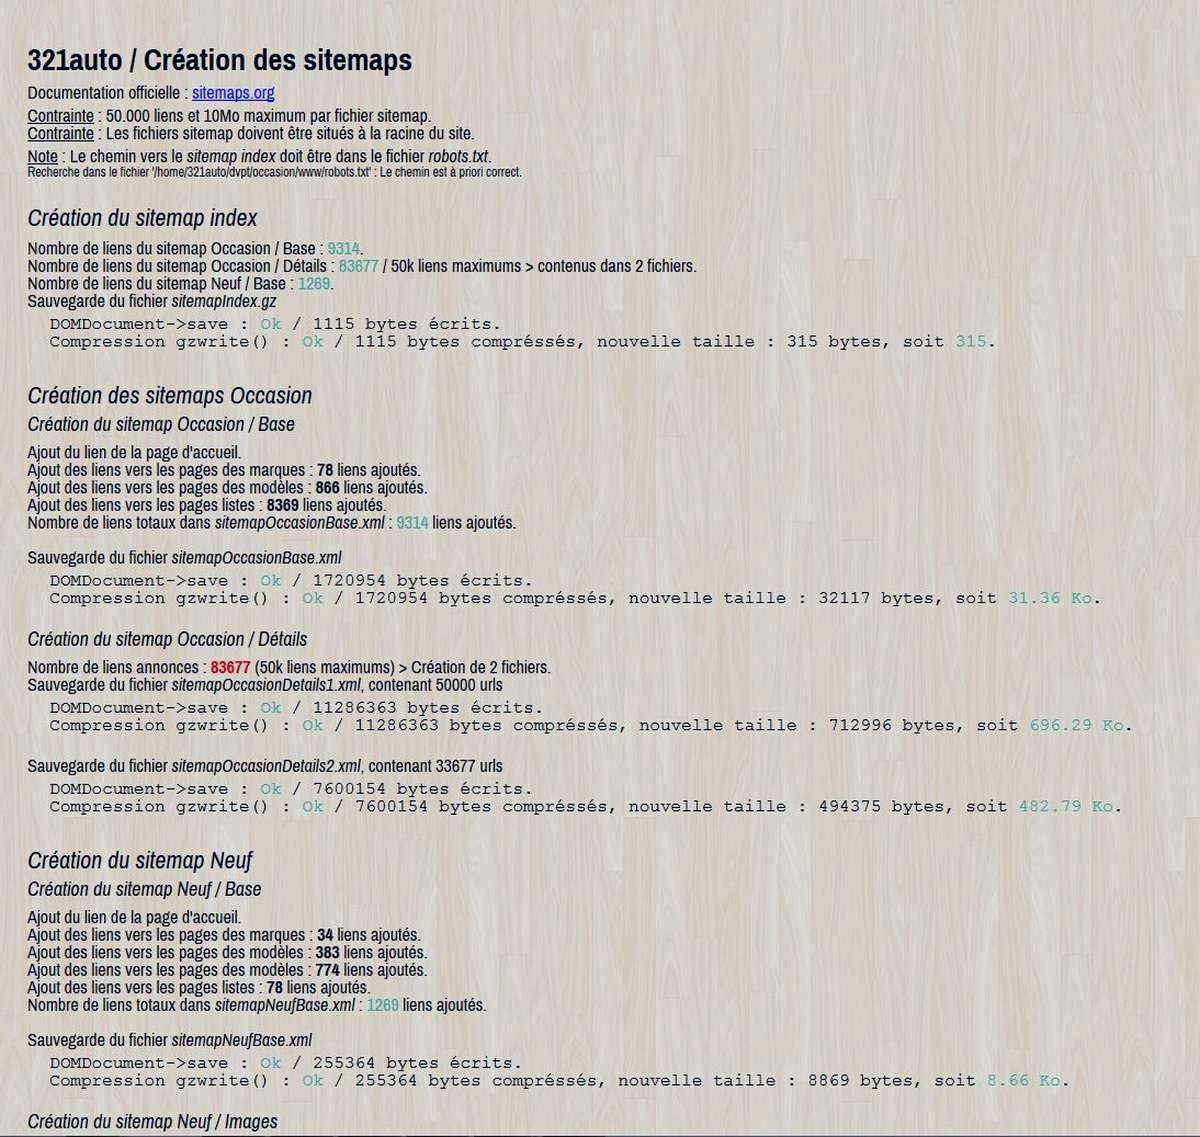 321auto / Création des sitemaps
Documentation officielle : sitemaps.org
Contrainte : 50.000 liens et 10Mo maximum par fichier sitemap.
Contrainte : Les fichiers sitemap doivent être situés à la racine du site.
Note : Le chemin vers le sitemap index doit être dans le fichier robots.txt.
Recherche dans le fichier '/home/321auto/dvpt/occasion/www/robots.txt' : Le chemin est à priori correct.
Création du sitemap index
Nombre de liens du sitemap Occasion / Base : 9314.
Nombre de liens du sitemap Occasion / Détails : 83677 / 50k liens maximums > contenus dans 2 fichiers.
Nombre de liens du sitemap Neuf / Base : 1269.
Sauvegarde du fichier sitemapIndex.gz
DOMDocument->save : Ok / 1115 bytes écrits.
Compression gzwrite() : Ok / 1115 bytes compréssés, nouvelle taille : 315 bytes, soit 315.
Création des sitemaps Occasion
Création du sitemap Occasion / Base
Ajout du lien de la page d'accueil.
Ajout des liens vers les pages des marques : 78 liens ajoutés.
Ajout des liens vers les pages des modèles : 866 liens ajoutés.
Ajout des liens vers les pages listes : 8369 liens ajoutés.
Nombre de liens totaux dans sitemapOccasionBase.xml : 9314 liens ajoutés.
Sauvegarde du fichier sitemapOccasionBase.xml
DOMDocument->save : Ok / 1720954 bytes écrits.
Compression gzwrite() : Ok / 1720954 bytes compréssés, nouvelle taille : 32117 bytes, soit 31.36 Ko.
Création du sitemap Occasion / Détails
Nombre de liens annonces : 83677 (50k liens maximums) > Création de 2 fichiers.
Sauvegarde du fichier sitemapOccasionDetails1.xml, contenant 50000 urls
DOMDocument->save : Ok / 11286363 bytes écrits.
Compression gzwrite() : Ok / 11286363 bytes compréssés, nouvelle taille : 712996 bytes, soit 696.29 Ko.
Sauvegarde du fichier sitemapOccasionDetails2.xml, contenant 33677 urls
DOMDocument->save : Ok / 7600154 bytes écrits.
Compression gzwrite() : Ok / 7600154 bytes compréssés, nouvelle taille : 494375 bytes, soit 482.79 Ko.
Création du sitemap Neuf
Création du sitemap Neuf / Base
Ajout du lien de la page d'accueil.
Ajout des liens vers les pages des marques : 34 liens ajoutés.
Ajout des liens vers les pages des modèles : 383 liens ajoutés.
Ajout des liens vers les pages des modèles : 774 liens ajoutés.
Ajout des liens vers les pages listes : 78 liens ajoutés.
Nombre de liens totaux dans sitemapNeufBase.xml : 1269 liens ajoutés.
Sauvegarde du fichier sitemapNeufBase.xml
DOMDocument->save : Ok / 255364 bytes écrits.
Compression gzwrite() : Ok / 255364 bytes compréssés, nouvelle taille : 8869 bytes, soit 8.66 Ko.
Création du sitemap Neuf / Images